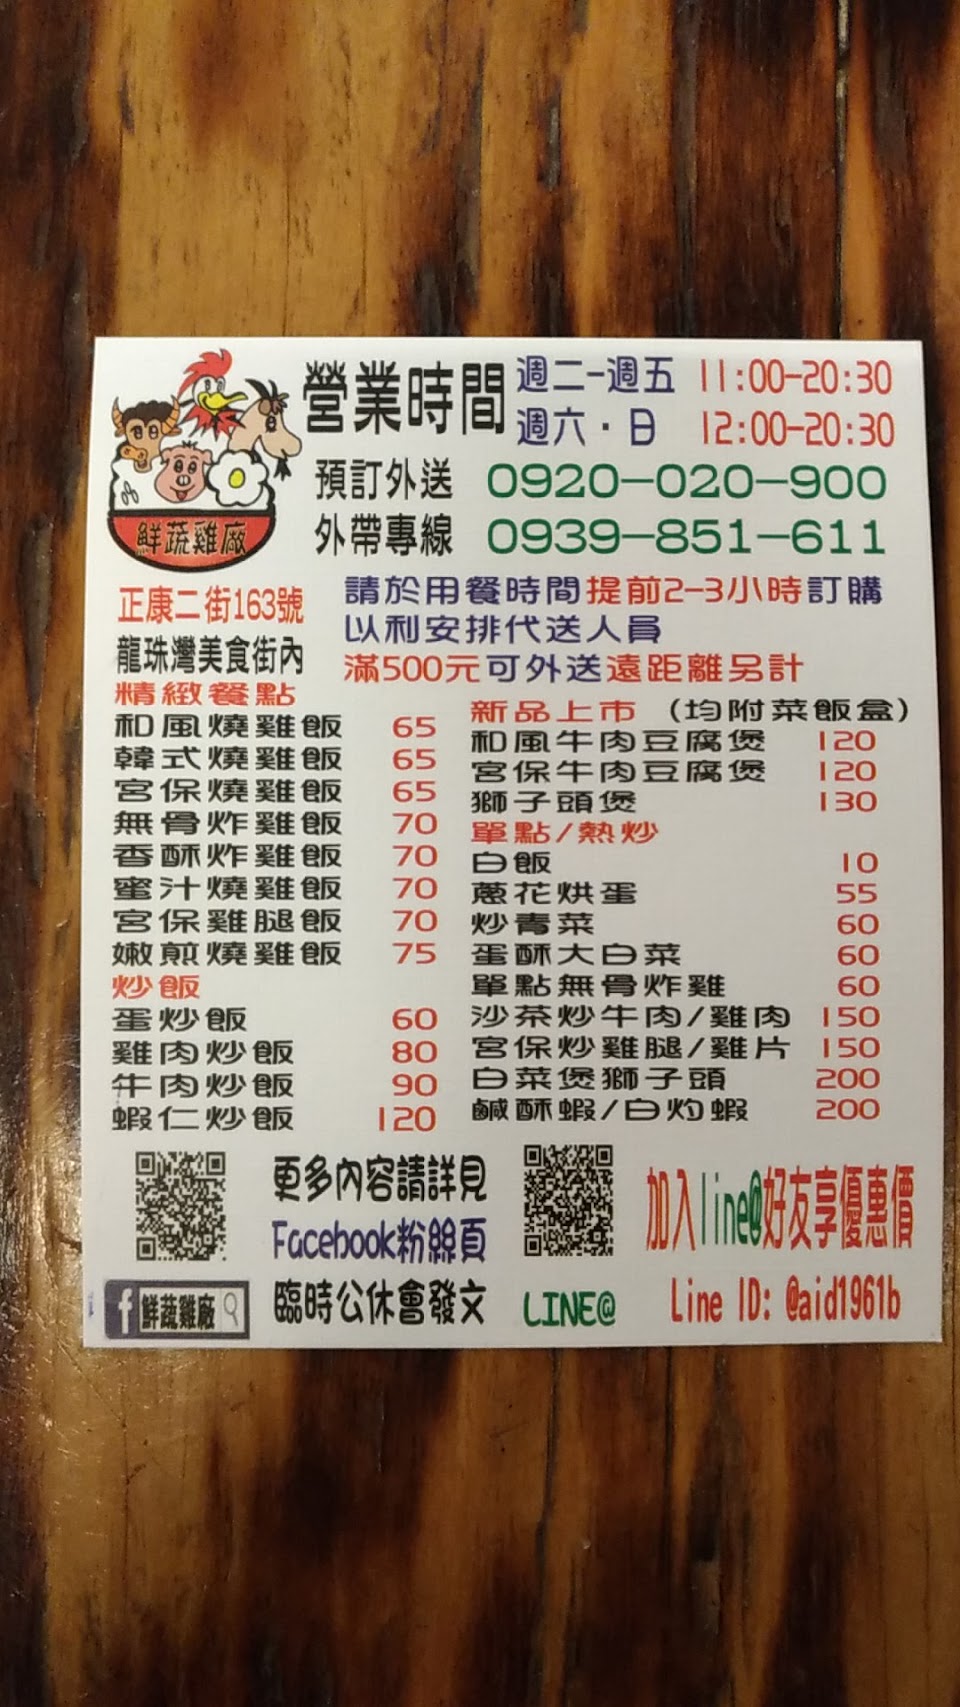 營業時間 週二-週五 11:00-20:30
週六·日 12:00-20:30
預訂外送 0920-020-900
外帶專線 0939-851-611
鮮蔬雞廠
正康二街163號
龍珠灣美食街內
請於用餐時間提前2-3小時訂購
以利安排代送人員
滿500元可外送遠距離另計
精緻餐點
和風燒雞飯 65
韓式燒雞飯 65
宮保燒雞飯 65
無骨炸雞飯 70
香酥炸雞飯 70
蜜汁燒雞飯 70
宮保雞腿飯 70
嫩煎燒雞飯 75
炒飯
蛋炒飯 60
雞肉炒飯 80
牛肉炒飯 90
蝦仁炒飯 120
新品上市 (均附菜飯盒)
和風牛肉豆腐煲 120
宮保牛肉豆腐煲 120
獅子頭煲 130
單點/熱炒
白飯 10
蔥花烘蛋 55
炒青菜 60
蛋酥大白菜 60
單點無骨炸雞 60
沙茶炒牛肉/雞肉 150
宮保炒雞腿/雞片 150
白菜煲獅子頭 200
鹹酥蝦/白灼蝦 200
更多內容請詳見
Facebook粉絲頁
臨時公休會發文
f 鮮蔬雞廠
加入line@好友享優惠價
LINE@
Line ID: @aid1961b